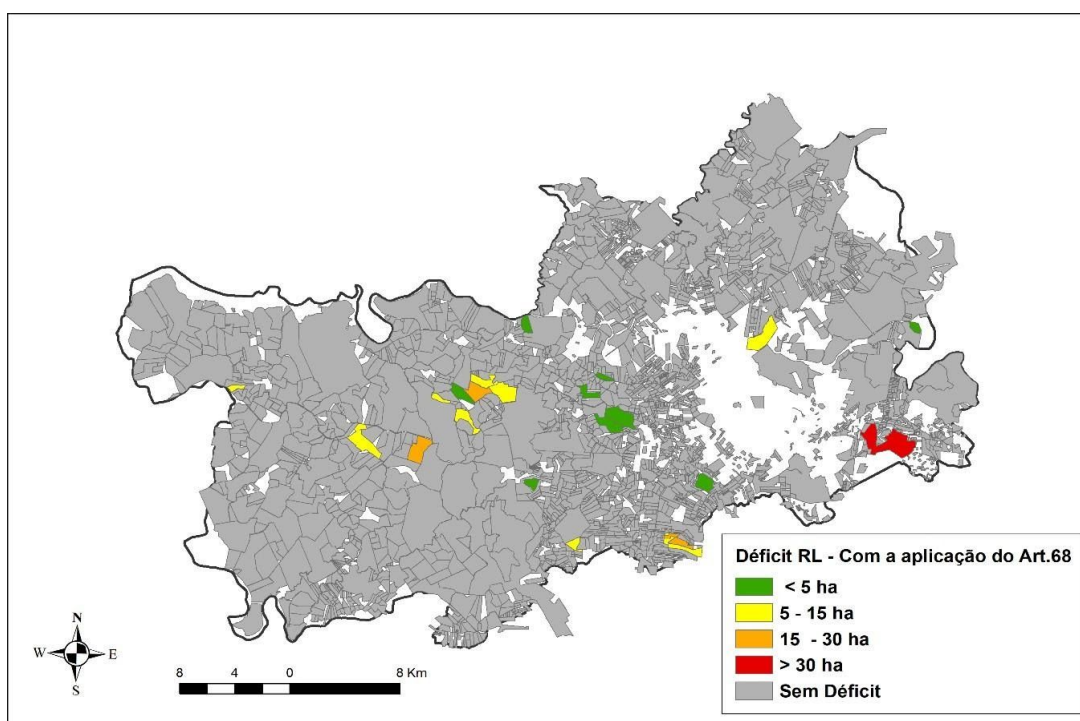 Déficit RL - Com a aplicação do Art.68
< 5 ha
5 - 15 ha
15 - 30 ha
> 30 ha
Sem Déficit
N
W E
S
8 4 0 8 Km